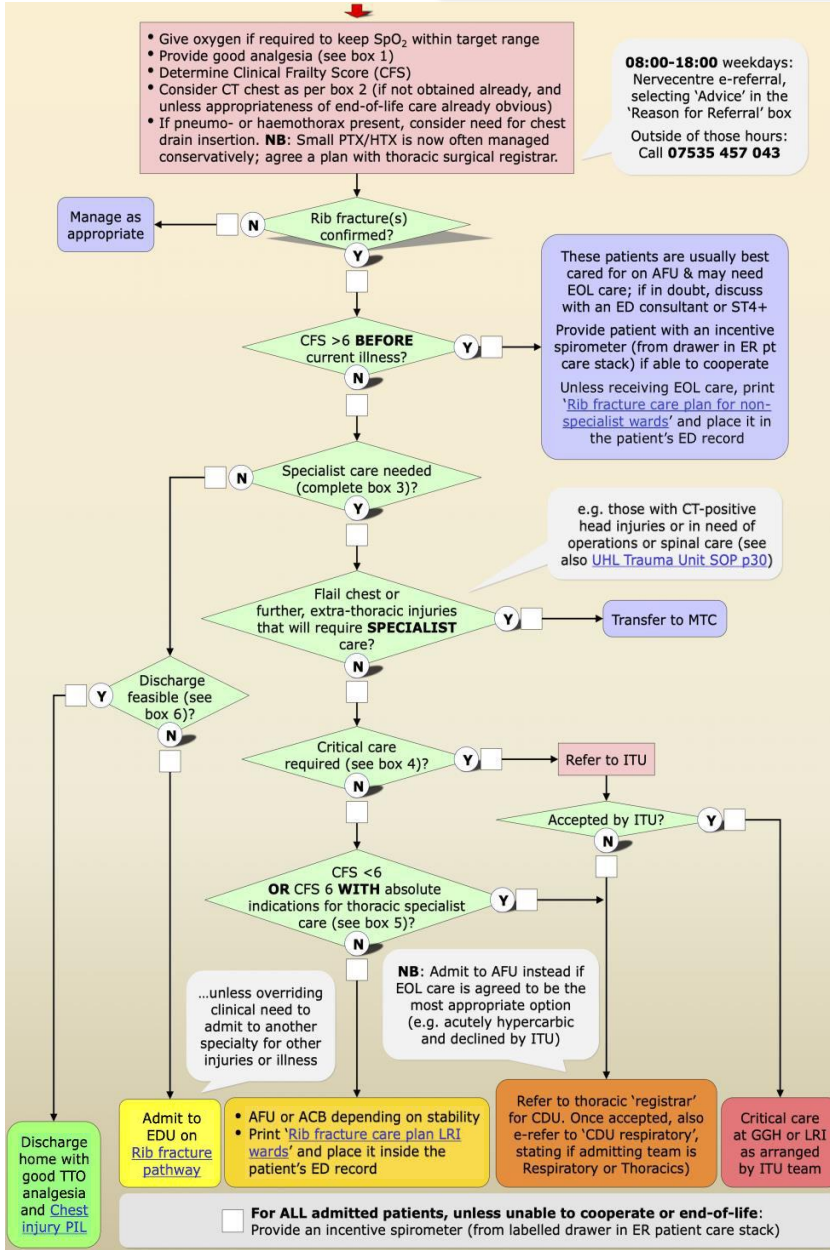 • Give oxygen if required to keep SpO2 within target range
• Provide good analgesia (see box 1)
• Determine Clinical Frailty Score (CFS)
• Consider CT chest as per box 2 (if not obtained already, and
unless appropriateness of end-of-life care already obvious)
• If pneumo- or haemothorax present, consider need for chest
drain insertion. NB: Small PTX/HTX is now often managed
conservatively; agree a plan with thoracic surgical registrar.
08:00-18:00 weekdays:
Nervecentre e-referral,
selecting ‘Advice’ in the
‘Reason for Referral’ box
Outside of those hours:
Call 07535 457 043
Rib fracture(s)
confirmed?
N
Manage as
appropriate
Y
CFS >6 BEFORE
current illness?
Y
These patients are usually best
cared for on AFU & may need
EOL care; if in doubt, discuss
with an ED consultant or ST4+
Provide patient with an incentive
spirometer (from drawer in ER pt
care stack) if able to cooperate
Unless receiving EOL care, print
‘Rib fracture care plan for non-
specialist wards’ and place it in
the patient’s ED record
N
Specialist care needed
(complete box 3)?
N
Y
e.g. those with CT-positive
head injuries or in need of
operations or spinal care (see
also UHL Trauma Unit SOP p30)
Flail chest or
further, extra-thoracic injuries
that will require SPECIALIST
care?
Y
Transfer to MTC
N
Discharge
feasible (see
box 6)?
Y
N
Critical care
required (see box 4)?
Y
Refer to ITU
N
Accepted by ITU?
Y
N
CFS <6
OR CFS 6 WITH absolute
indications for thoracic specialist
care (see box 5)?
Y
N
NB: Admit to AFU instead if
EOL care is agreed to be the
most appropriate option
(e.g. acutely hypercarbic
and declined by ITU)
…unless overriding
clinical need to
admit to another
specialty for other
injuries or illness
Discharge
home with
good TTO
analgesia
and Chest
injury PIL
Admit to
EDU on
Rib fracture
pathway
• AFU or ACB depending on stability
• Print ‘Rib fracture care plan LRI
wards’ and place it inside the
patient’s ED record
Refer to thoracic ‘registrar’
for CDU. Once accepted, also
e-refer to ‘CDU respiratory’,
stating if admitting team is
Respiratory or Thoracics)
Critical care
at GGH or LRI
as arranged
by ITU team
For ALL admitted patients, unless unable to cooperate or end-of-life:
Provide an incentive spirometer (from labelled drawer in ER patient care stack)